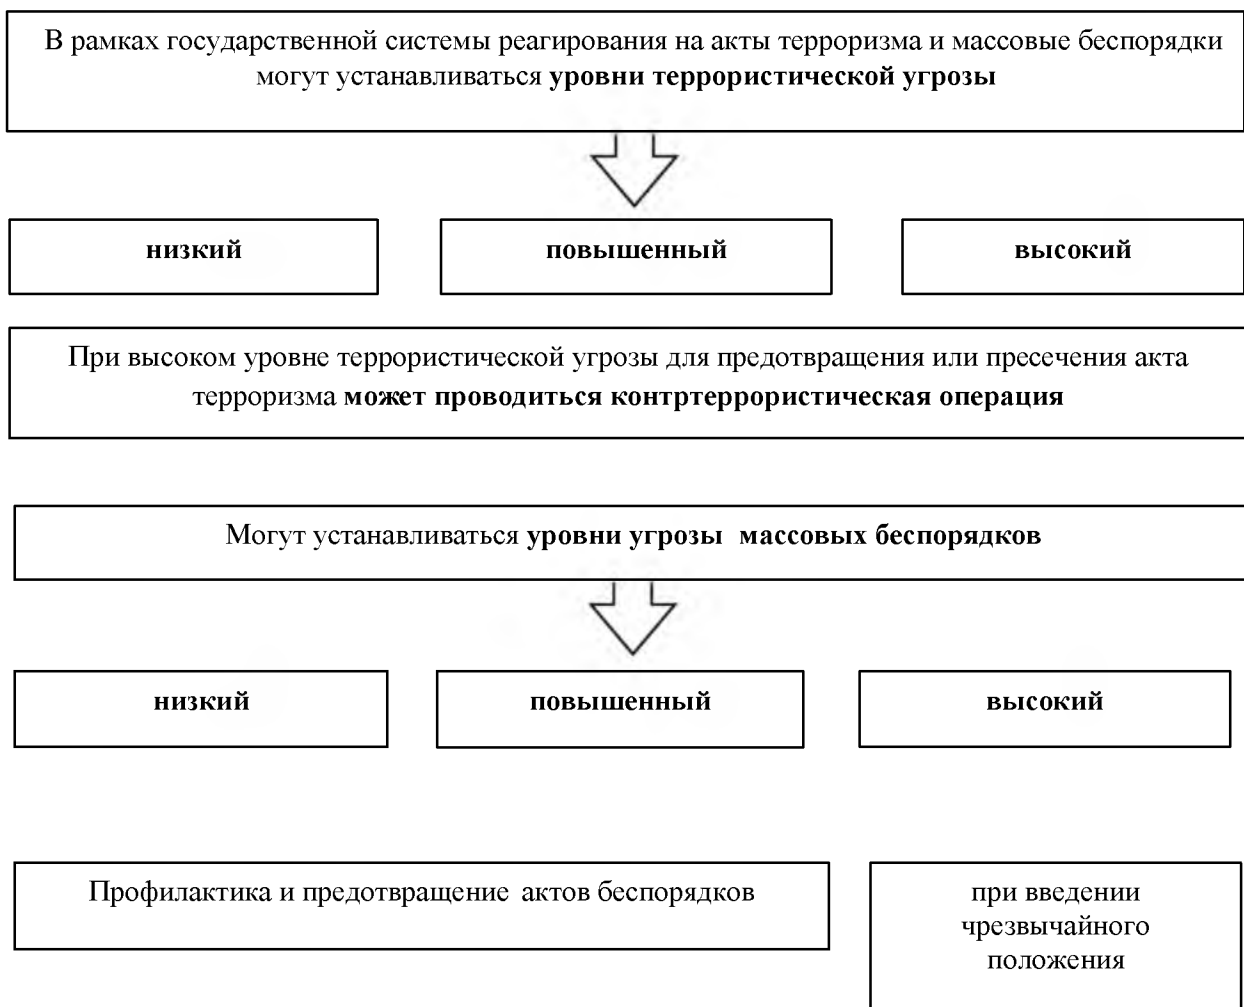 В рамках государственной системы реагирования на акты терроризма и массовые беспорядки
могут устанавливаться уровни террористической угрозы
низкий
повышенный
высокий
При высоком уровне террористической угрозы для предотвращения или пресечения акта
терроризма может проводиться контртеррористическая операция
Могут устанавливаться уровни угрозы массовых беспорядков
низкий
повышенный
высокий
Профилактика и предотвращение актов беспорядков
при введении
чрезвычайного
положения